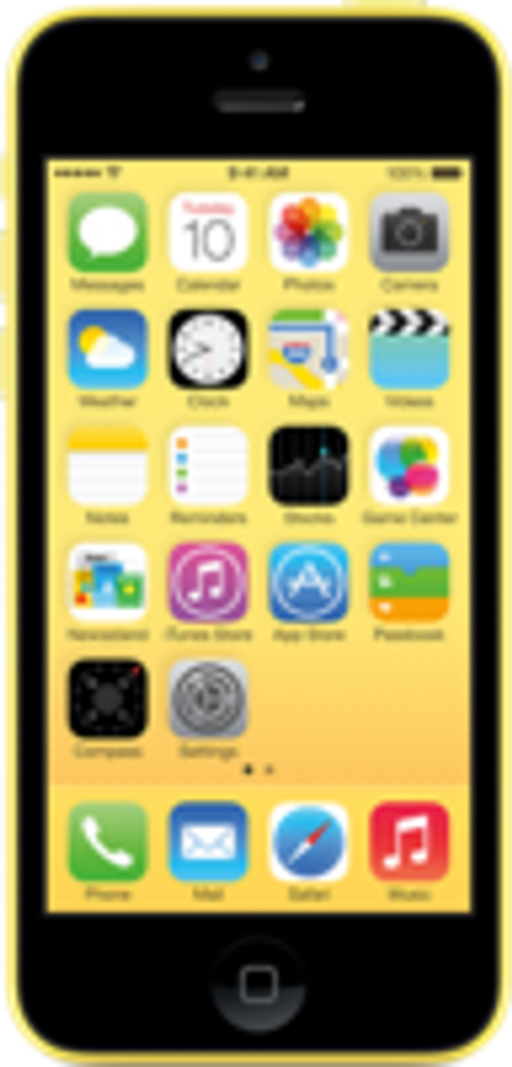 9:41 AM 100%
Tuesday
10
Messages Calendar Photos Camera
Weather Clock Maps Videos
Notes Reminders Stocks Game Center
Newsstand iTunes Store App Store Passbook
Compass Settings
Phone Mail Safari Music